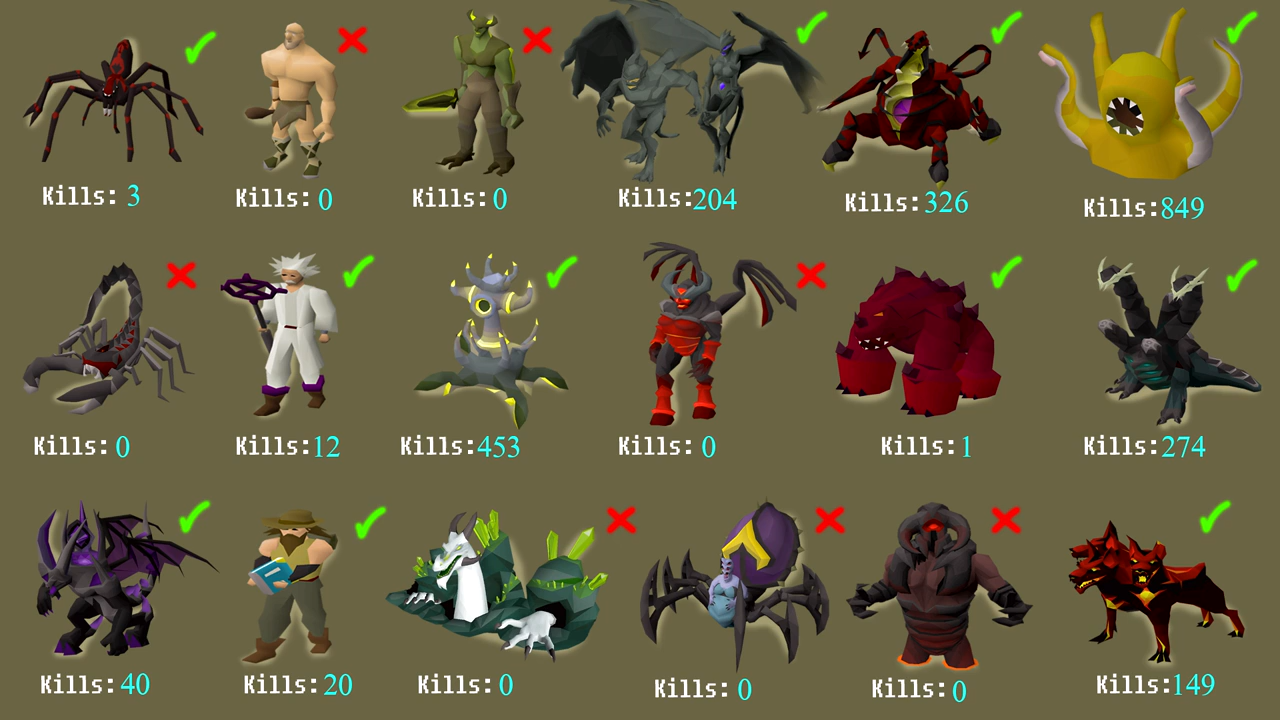 Kills: 3
Kills: 0
Kills: 0
Kills:204
Kills:326
Kills:849
Kills: 0
Kills:12
Kills:453
Kills: 0
Kills: 1
Kills:274
Kills:40
Kills:20
Kills: 0
Kills: 0
Kills: 0
Kills:149